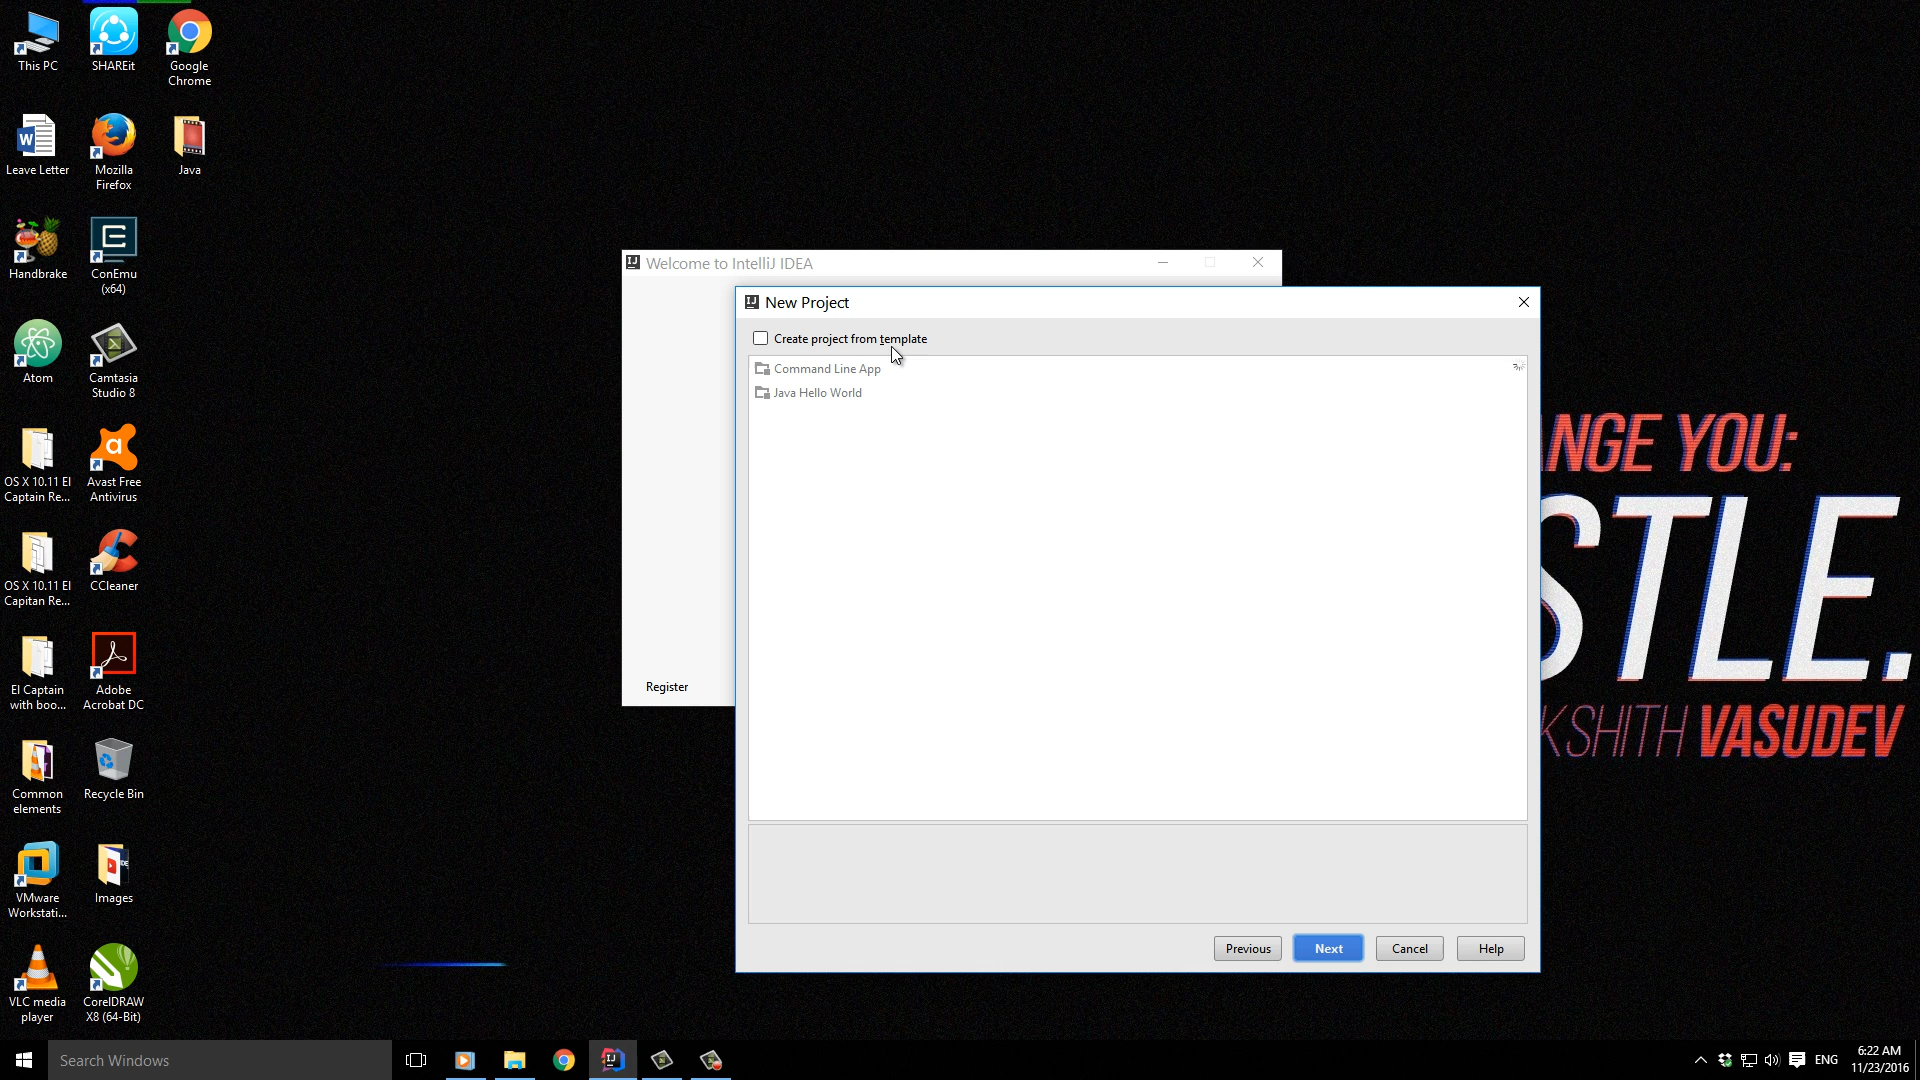 This PC
SHAREit
Google
Chrome
Leave Letter
Mozilla
Firefox
Java
Handbrake
ConEmu
(x64)
Atom
Camtasia
Studio 8
OS X 10.11 El
Captain Re...
Avast Free
Antivirus
OS X 10.11 El
Capitan Re...
CCleaner
El Captain
with boo...
Adobe
Acrobat DC
Common
elements
Recycle Bin
VMware
Workstati...
Images
VLC media
player
CorelDRAW
X8 (64-Bit)
Welcome to IntelliJ IDEA
New Project
Create project from template
Command Line App
Java Hello World
Register
Previous
Next
Cancel
Help
ANGE YOU:
STLE.
KSHITH VASUDEV
Search Windows
ENG
6:22 AM
11/23/2016